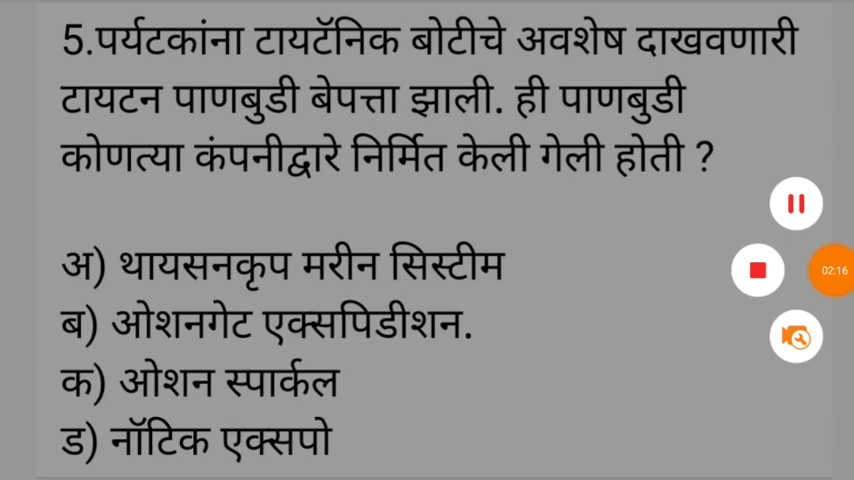 5.पर्यटकांना टायटॅनिक बोटीचे अवशेष दाखवणारी
टायटन पाणबुडी बेपत्ता झाली. ही पाणबुडी
कोणत्या कंपनीद्वारे निर्मित केली गेली होती ?
अ) थायसनकृप मरीन सिस्टीम
ब) ओशनगेट एक्सपिडीशन.
क) ओशन स्पार्कल
ड) नॉटिक एक्सपो
02:16